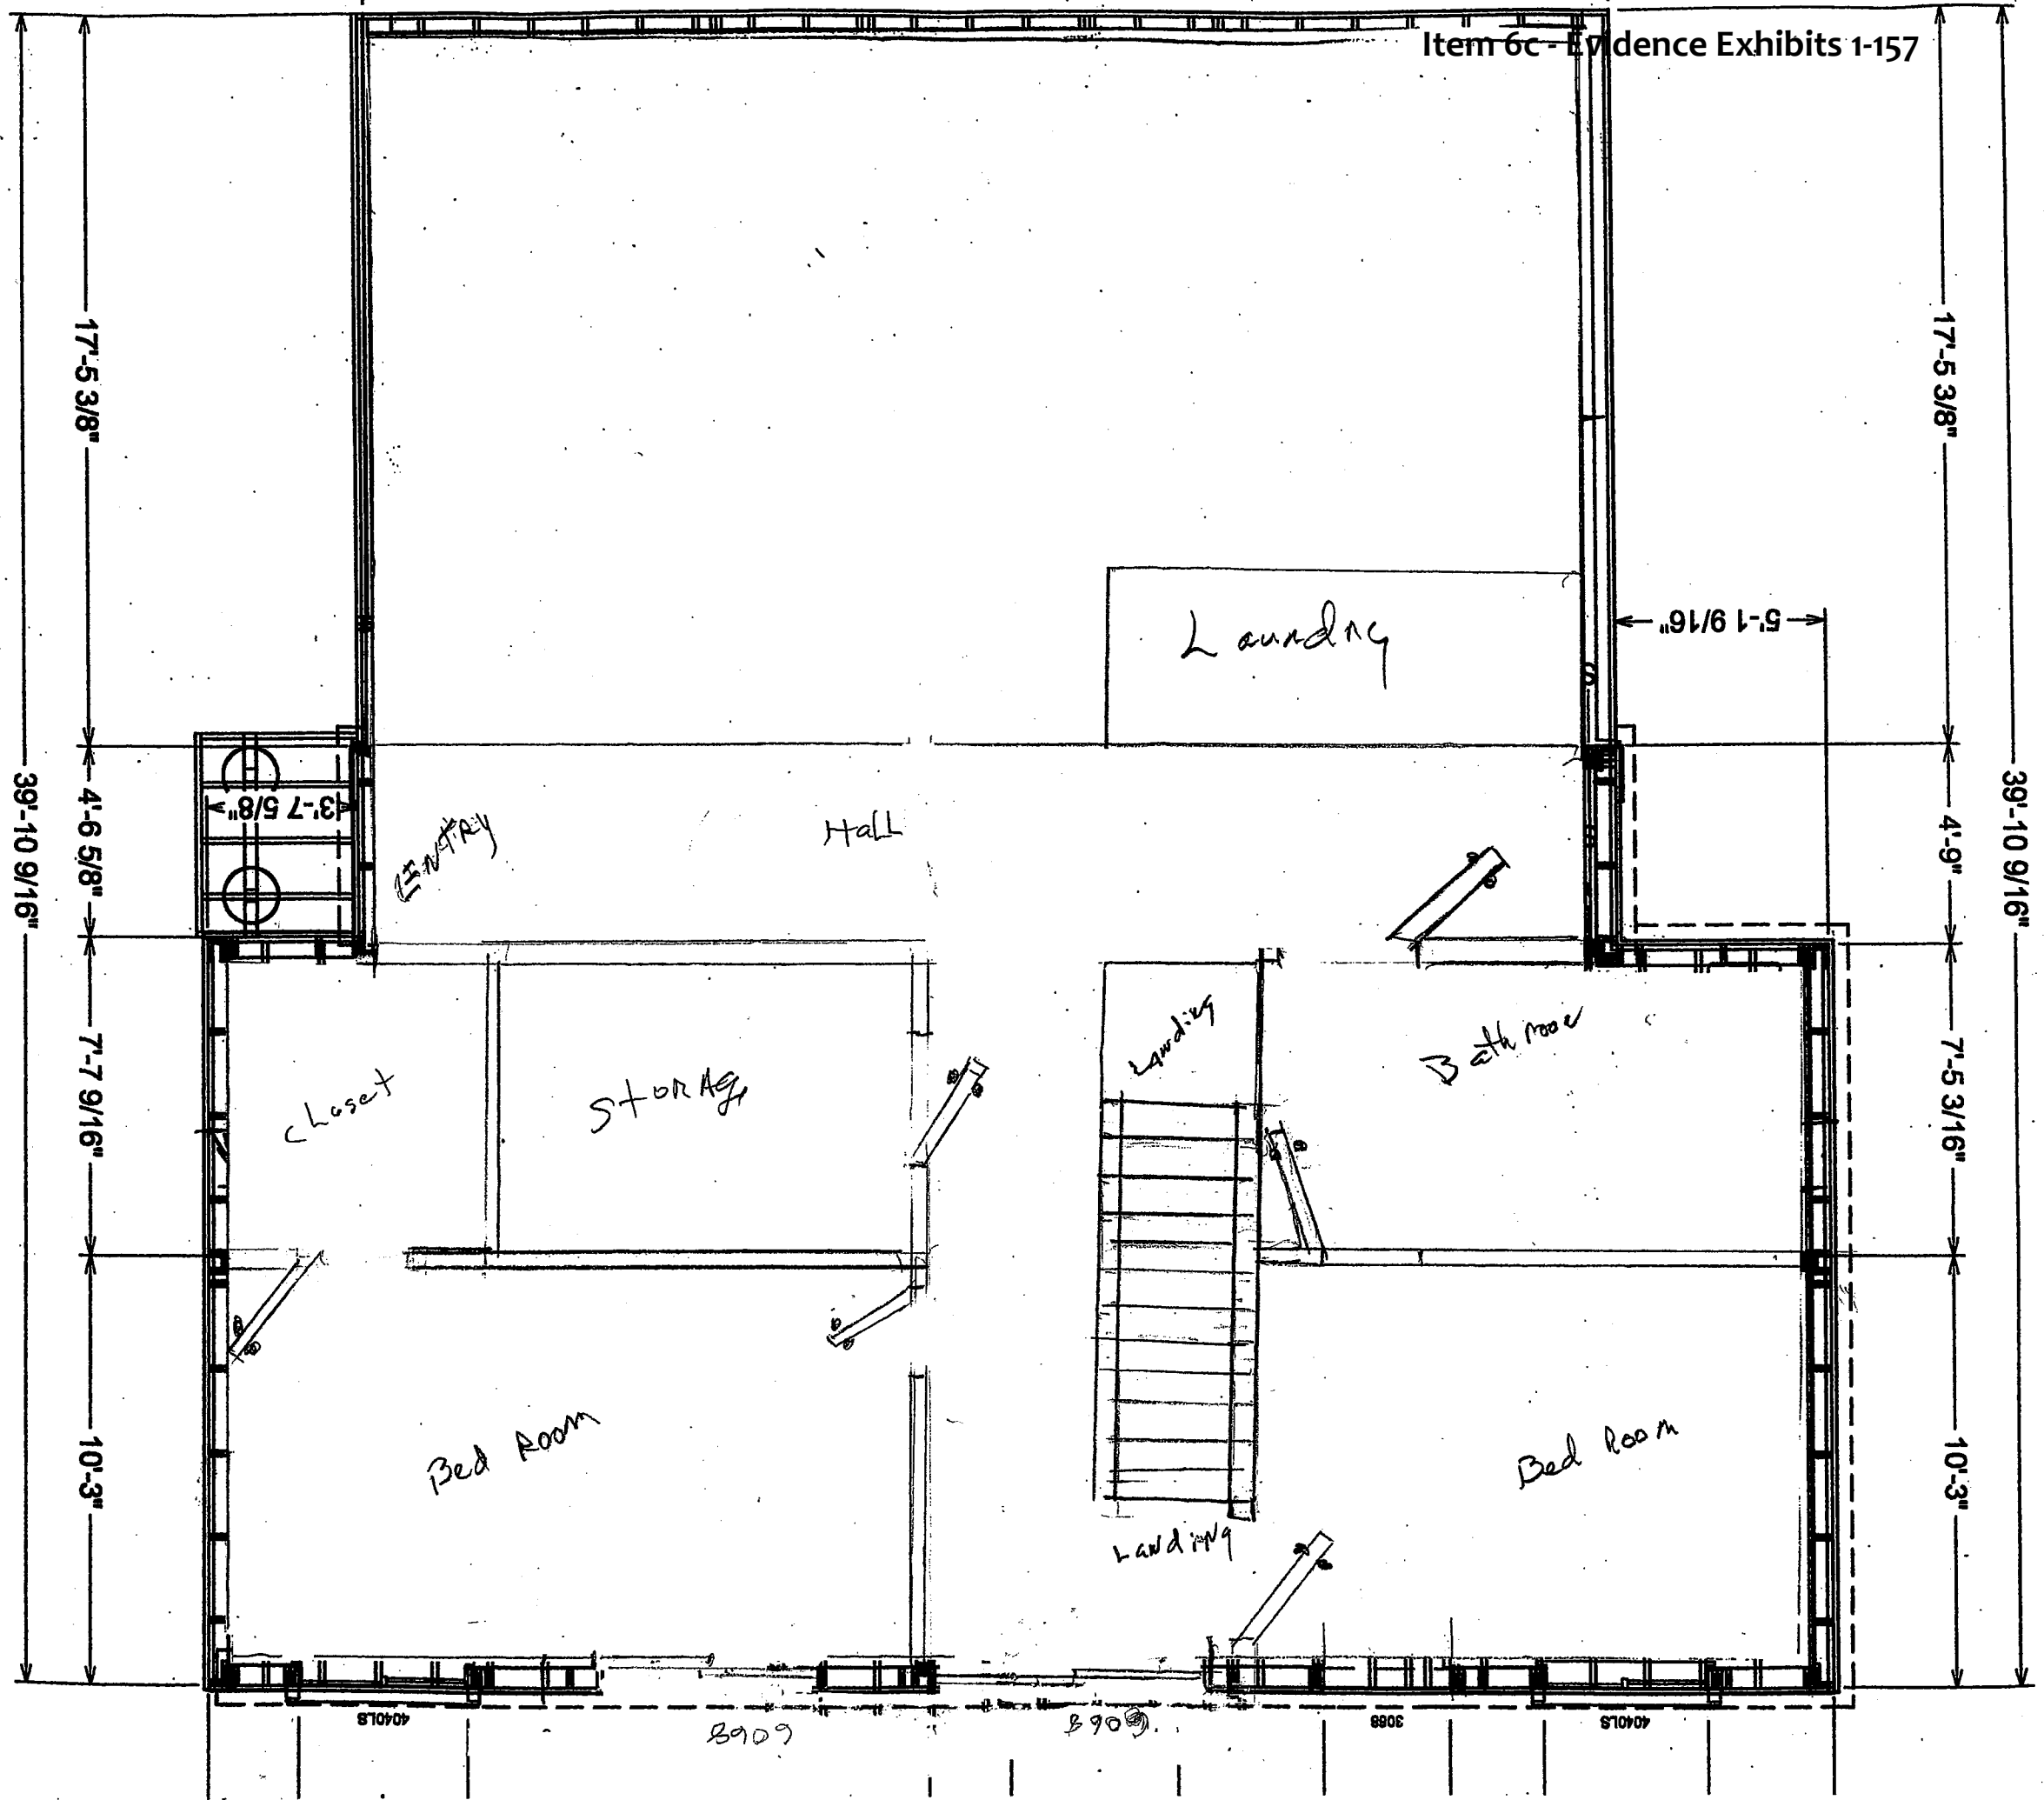 Item 6c - Evidence Exhibits 1-157
17'-5 3/8"
17'-5 3/8"
Laundry
5'-1 9/16"
39'-10 9/16"
4'-6 5/8"
3'-7 5/8"
Entry
Hall
4'-9"
39'-10 9/16"
7'-7 9/16"
Closet
Storag
Landing
Bathroom
7'-5 3/16"
10'-3"
Bed Room
Bed Room
10'-3"
Landing
4040LS
6068
6068
3068
4040LS